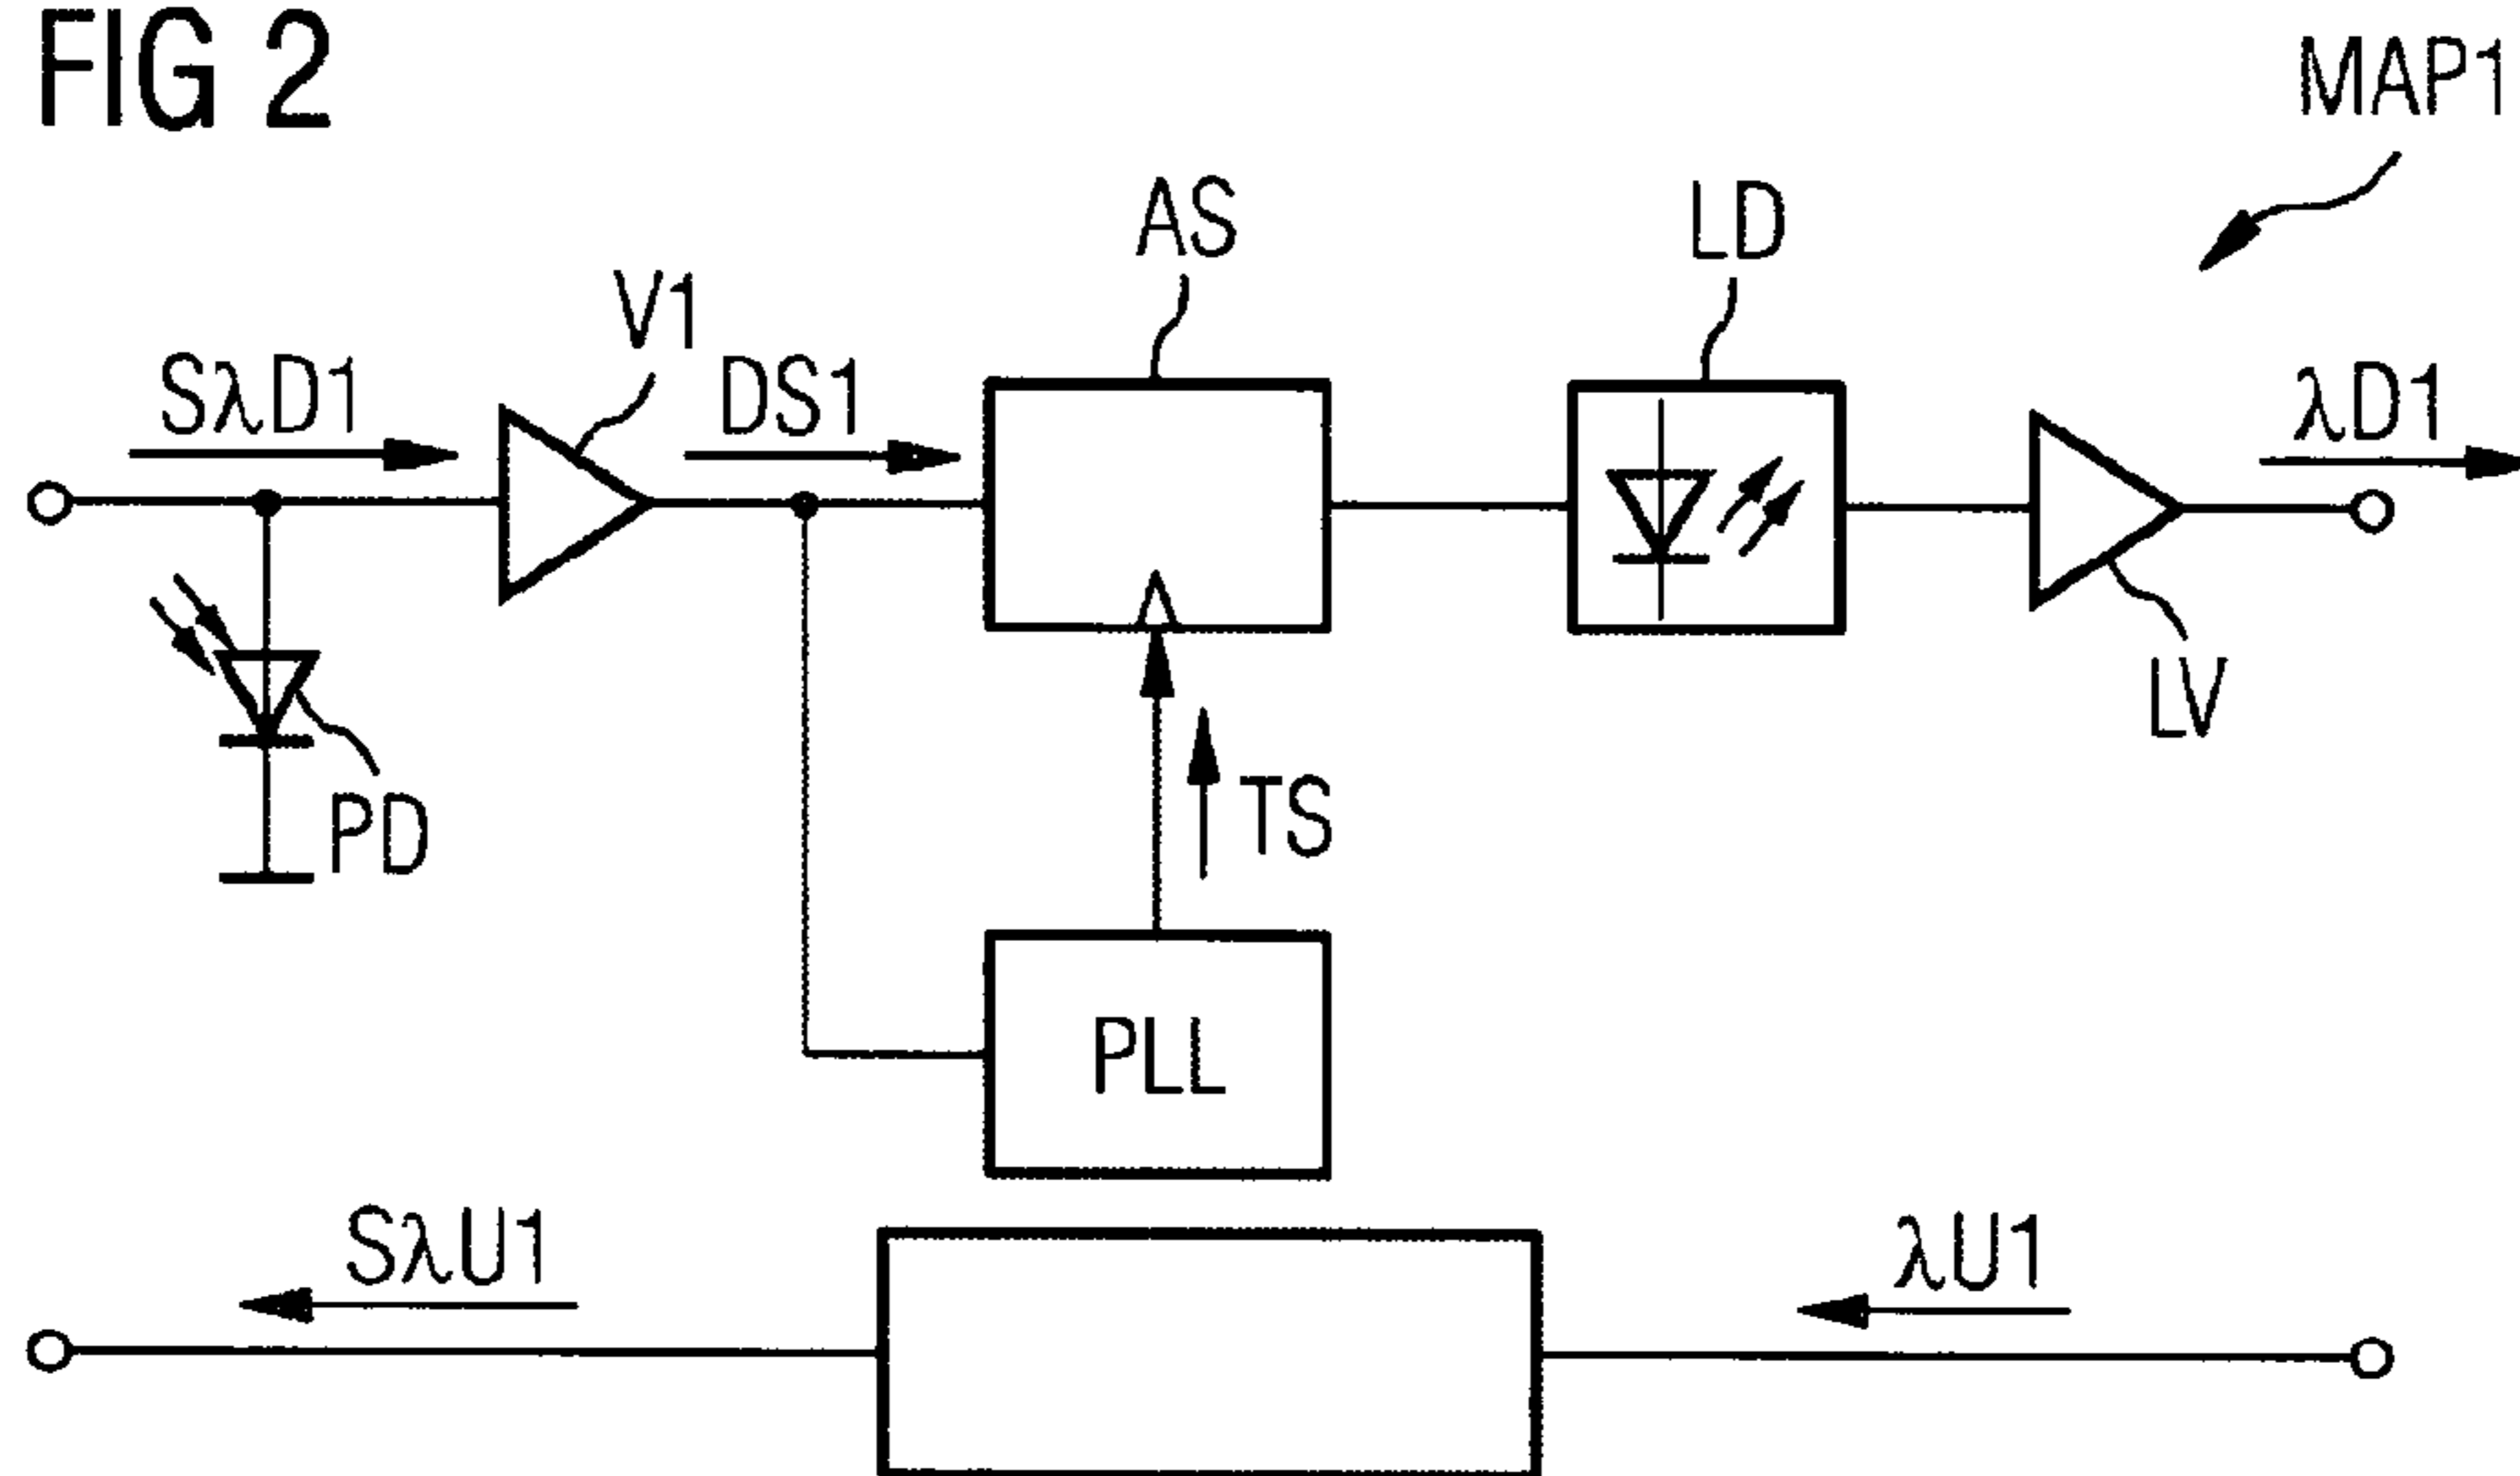 FIG 2
MAP1
AS
LD
V1
SλD1
DS1
λD1
LV
PD
TS
PLL
SλU1
λU1